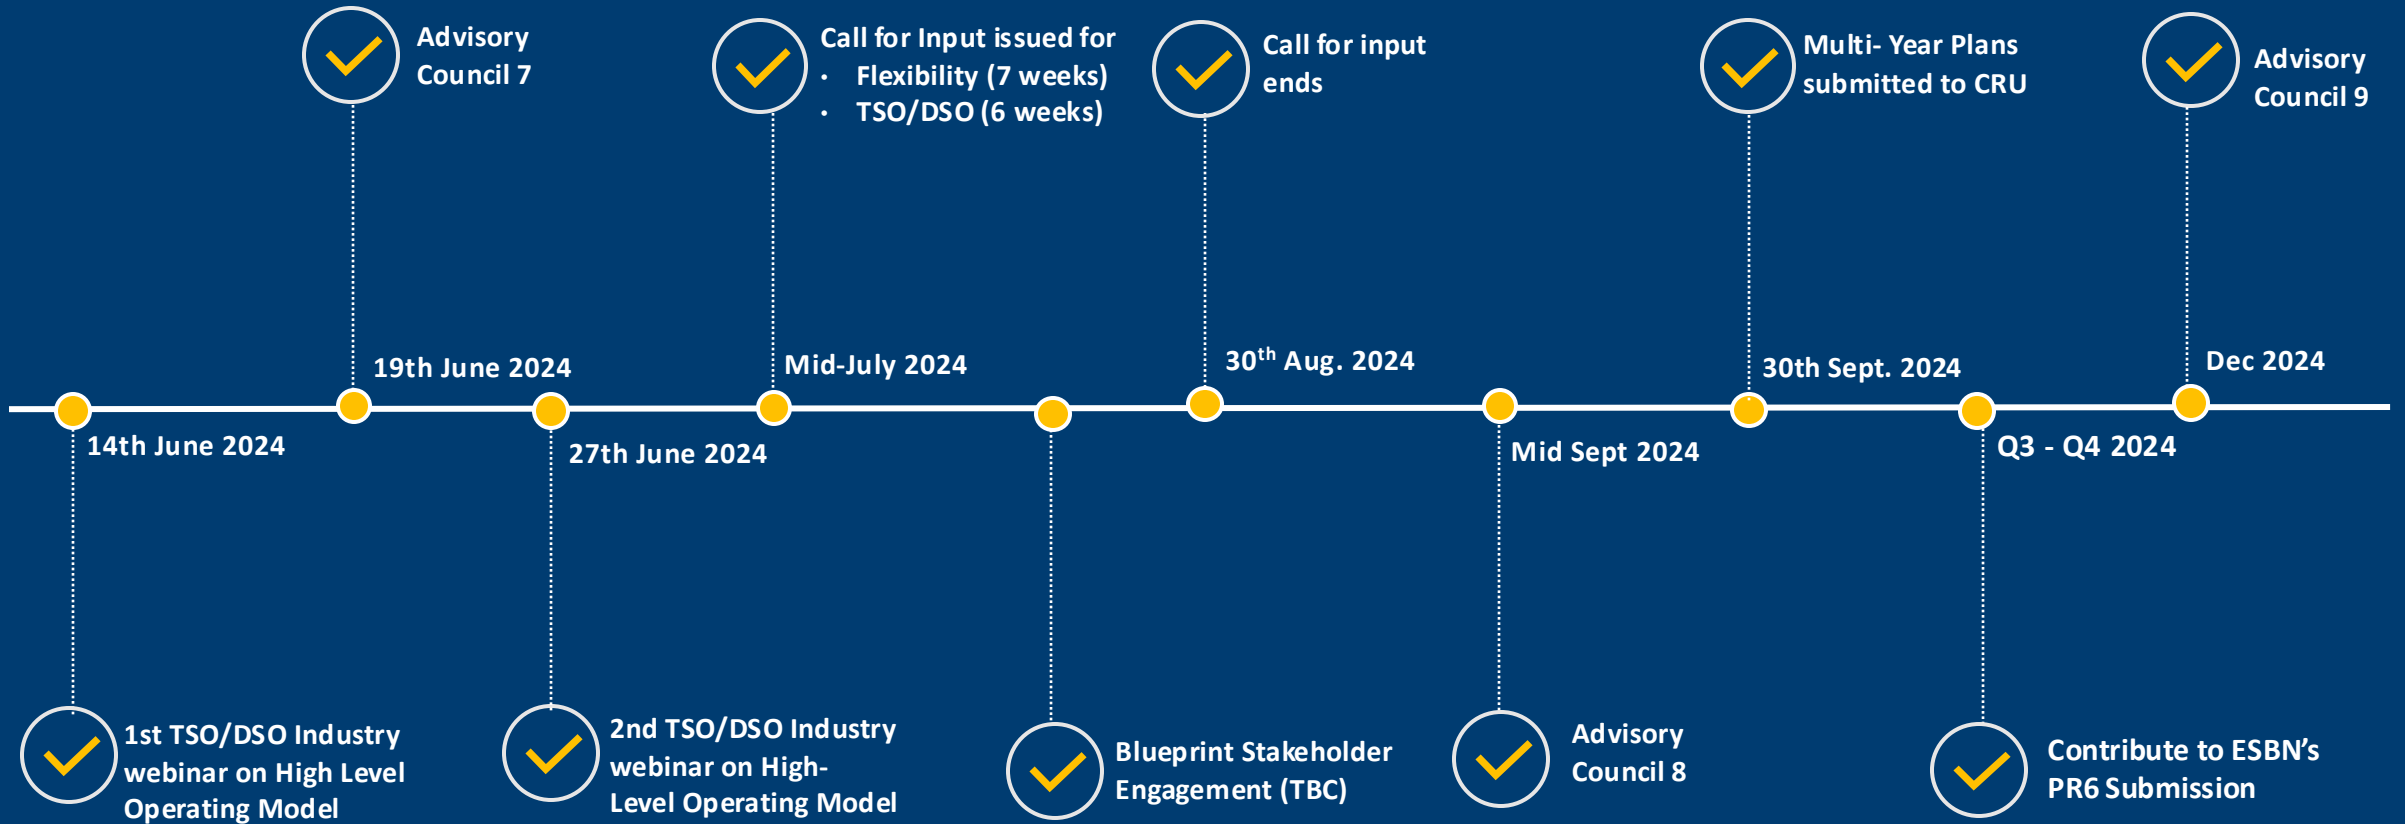 Advisory
Council 7
Call for Input issued for
· Flexibility (7 weeks)
· TSO/DSO (6 weeks)
Call for input
ends
Multi- Year Plans
submitted to CRU
Advisory
Council 9
19th June 2024
Mid-July 2024
30th Aug. 2024
30th Sept. 2024
Dec 2024
14th June 2024
27th June 2024
Mid Sept 2024
Q3 - Q4 2024
1st TSO/DSO Industry
webinar on High Level
Operating Model
2nd TSO/DSO Industry
webinar on High-
Level Operating Model
Blueprint Stakeholder
Engagement (TBC)
Advisory
Council 8
Contribute to ESBN’s
PR6 Submission